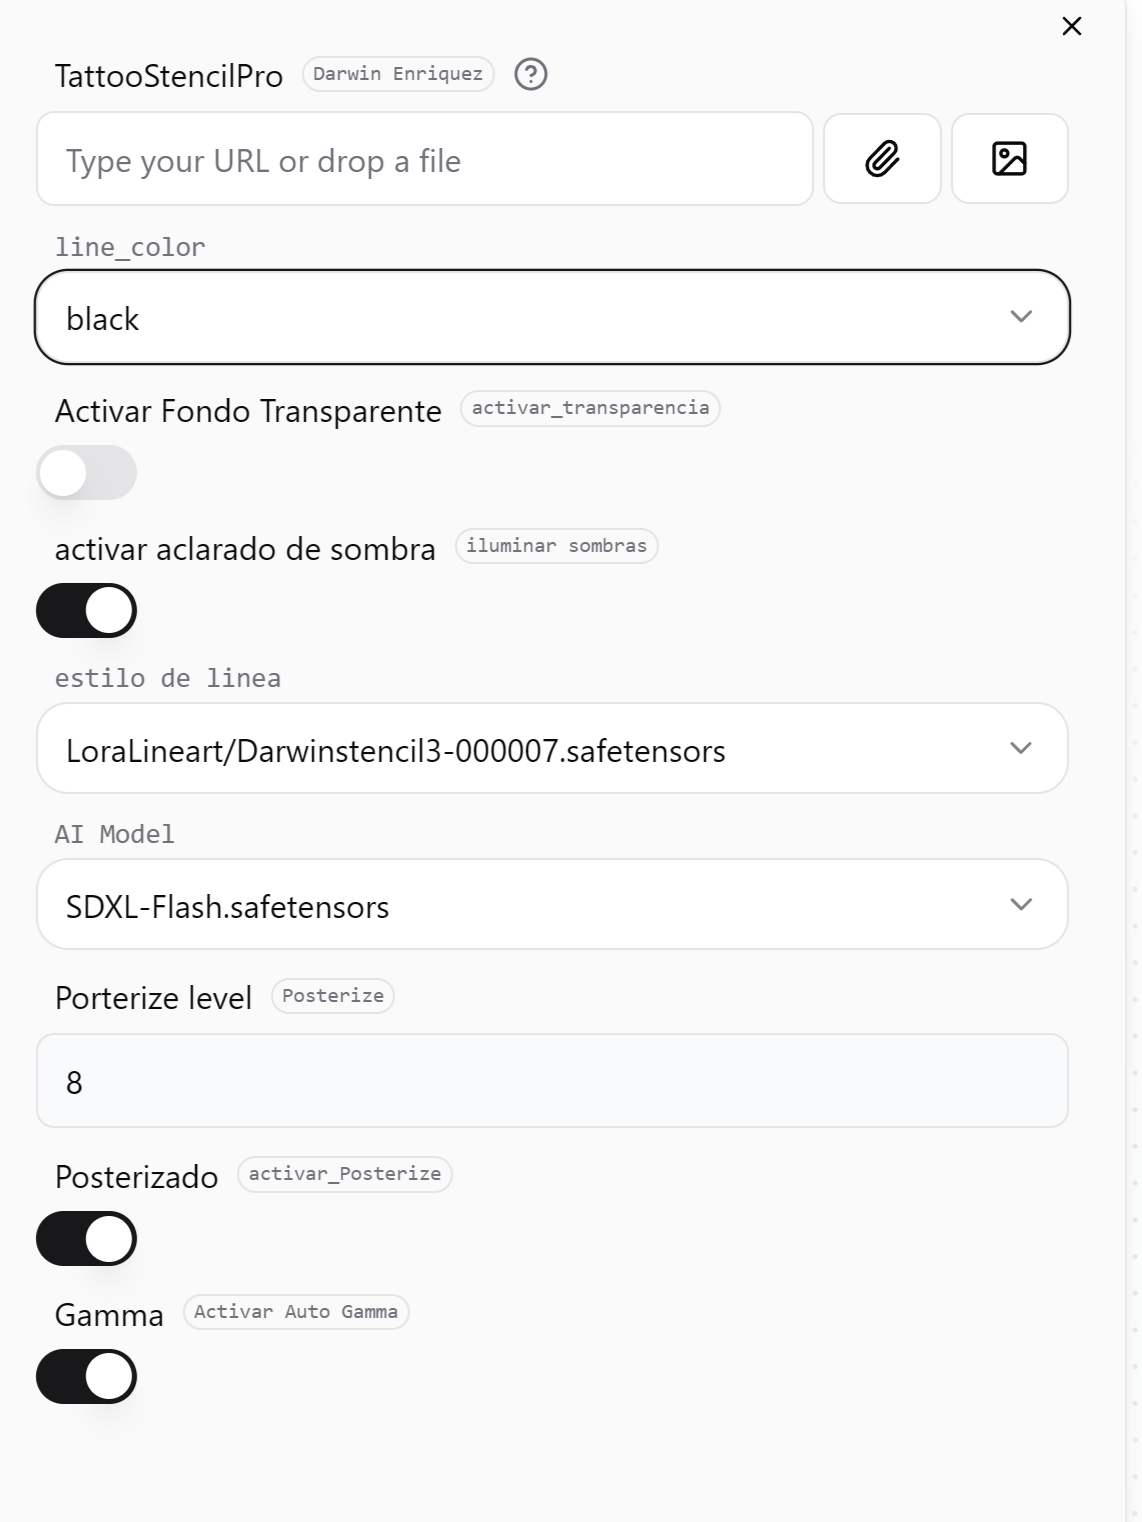 TattooStencilPro Darwin Enriquez
Type your URL or drop a file
line_color
black
Activar Fondo Transparente activar_transparencia
activar aclarado de sombra iluminar sombras
estilo de linea
LoraLineart/Darwinstencil3-000007.safetensors
AI Model
SDXL-Flash.safetensors
Porterize level Posterize
8
Posterizado activar_Posterize
Gamma Activar Auto Gamma